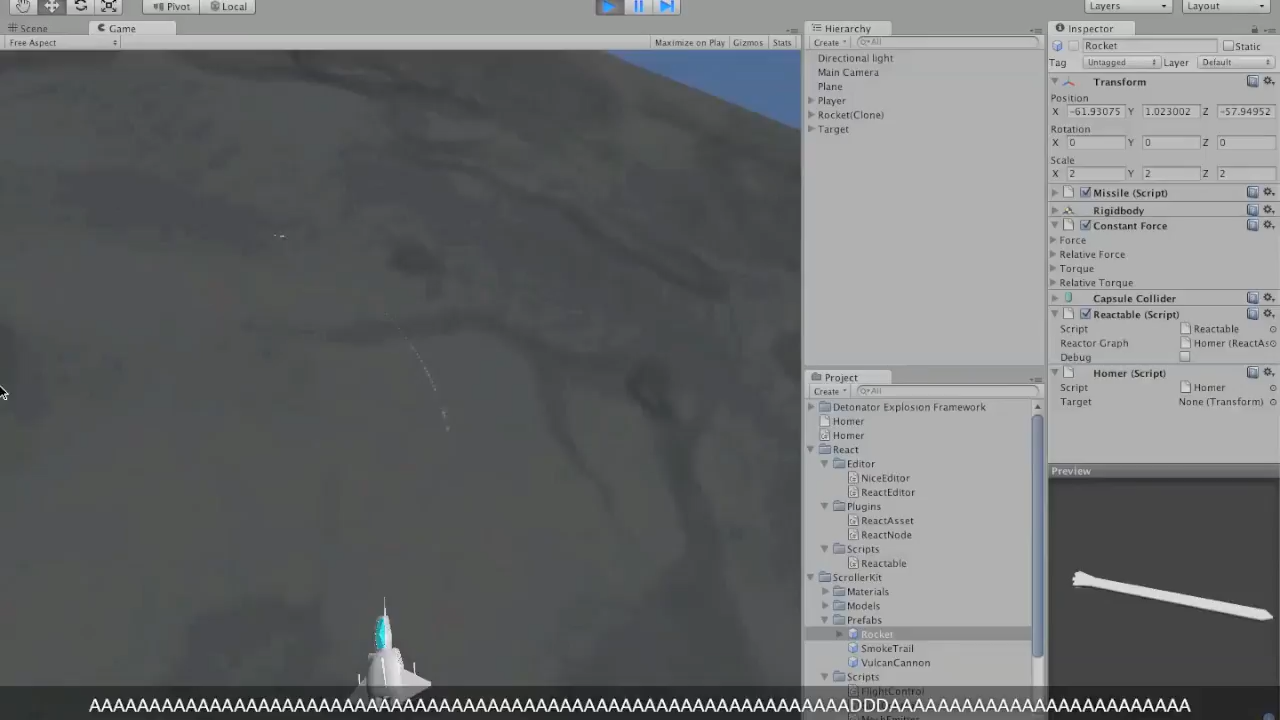 Pivot Local Layers Layout
Scene Game Hierarchy Inspector
Free Aspect Maximize on Play Gizmos Stats
Create All
Directional light
Main Camera
Plane
Player
Rocket(Clone)
Target
Rocket Static
Tag Untagged Layer Default
Transform
Position
X -61.93075 Y 1.023002 Z -57.94952
Rotation
X 0 Y 0 Z 0
Scale
X 2 Y 2 Z 2
Missile (Script)
Rigidbody
Constant Force
Force
Relative Force
Torque
Relative Torque
Capsule Collider
Reactable (Script)
Script Reactable
Reactor Graph Homer (ReactAs
Debug
Homer (Script)
Script Homer
Target None (Transform)
Project
Create All
Detonator Explosion Framework
Homer
Homer
React
Editor
NiceEditor
ReactEditor
Plugins
ReactAsset
ReactNode
Scripts
Reactable
ScrollerKit
Materials
Models
Prefabs
Rocket
SmokeTrail
VulcanCannon
Scripts
FlightControl
Preview